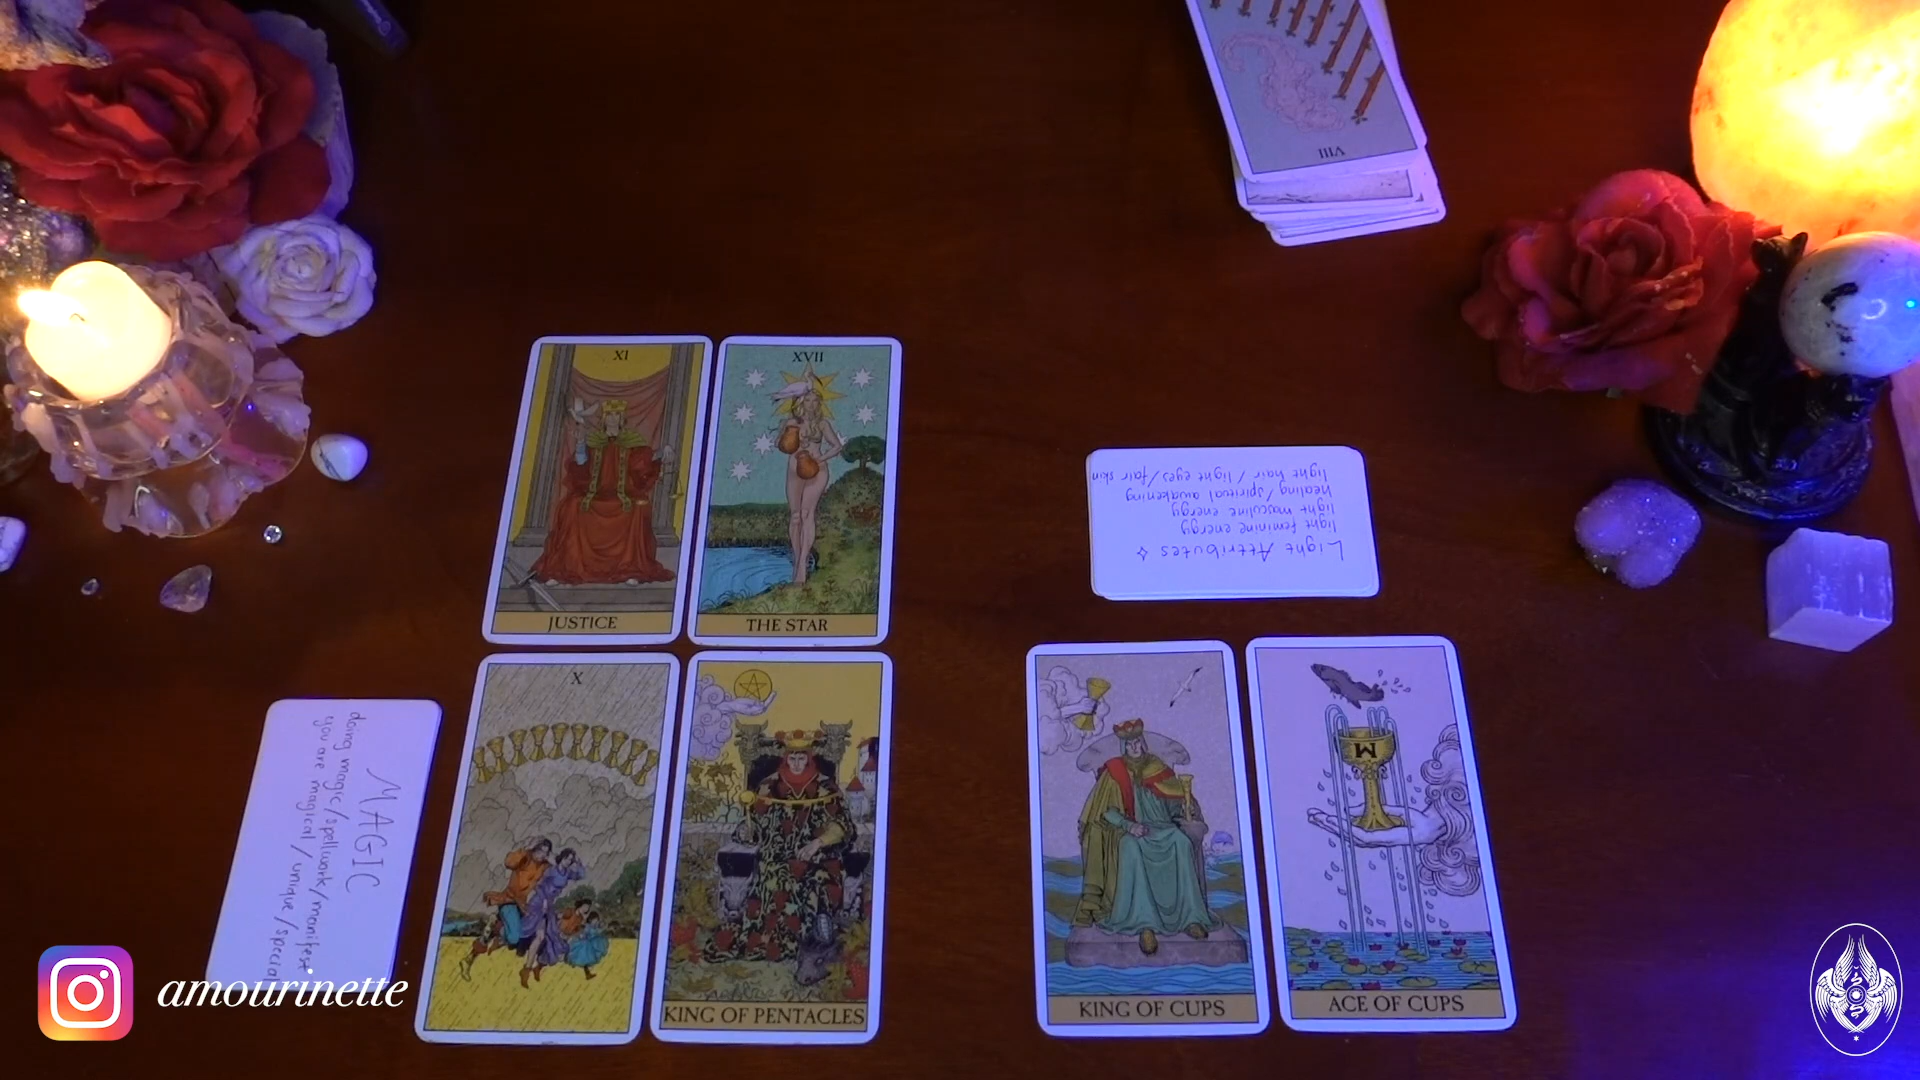 VIII
XI
JUSTICE
XVII
THE STAR
Light Attributes ✧
light feminine energy
light masculine energy
healing/spiritual awakening
light hair / light eyes/fair skin
MAGIC
doing magic/spellwork/manifest
you are magical / unique/special
X
KING OF PENTACLES
KING OF CUPS
M
ACE OF CUPS
amourinette